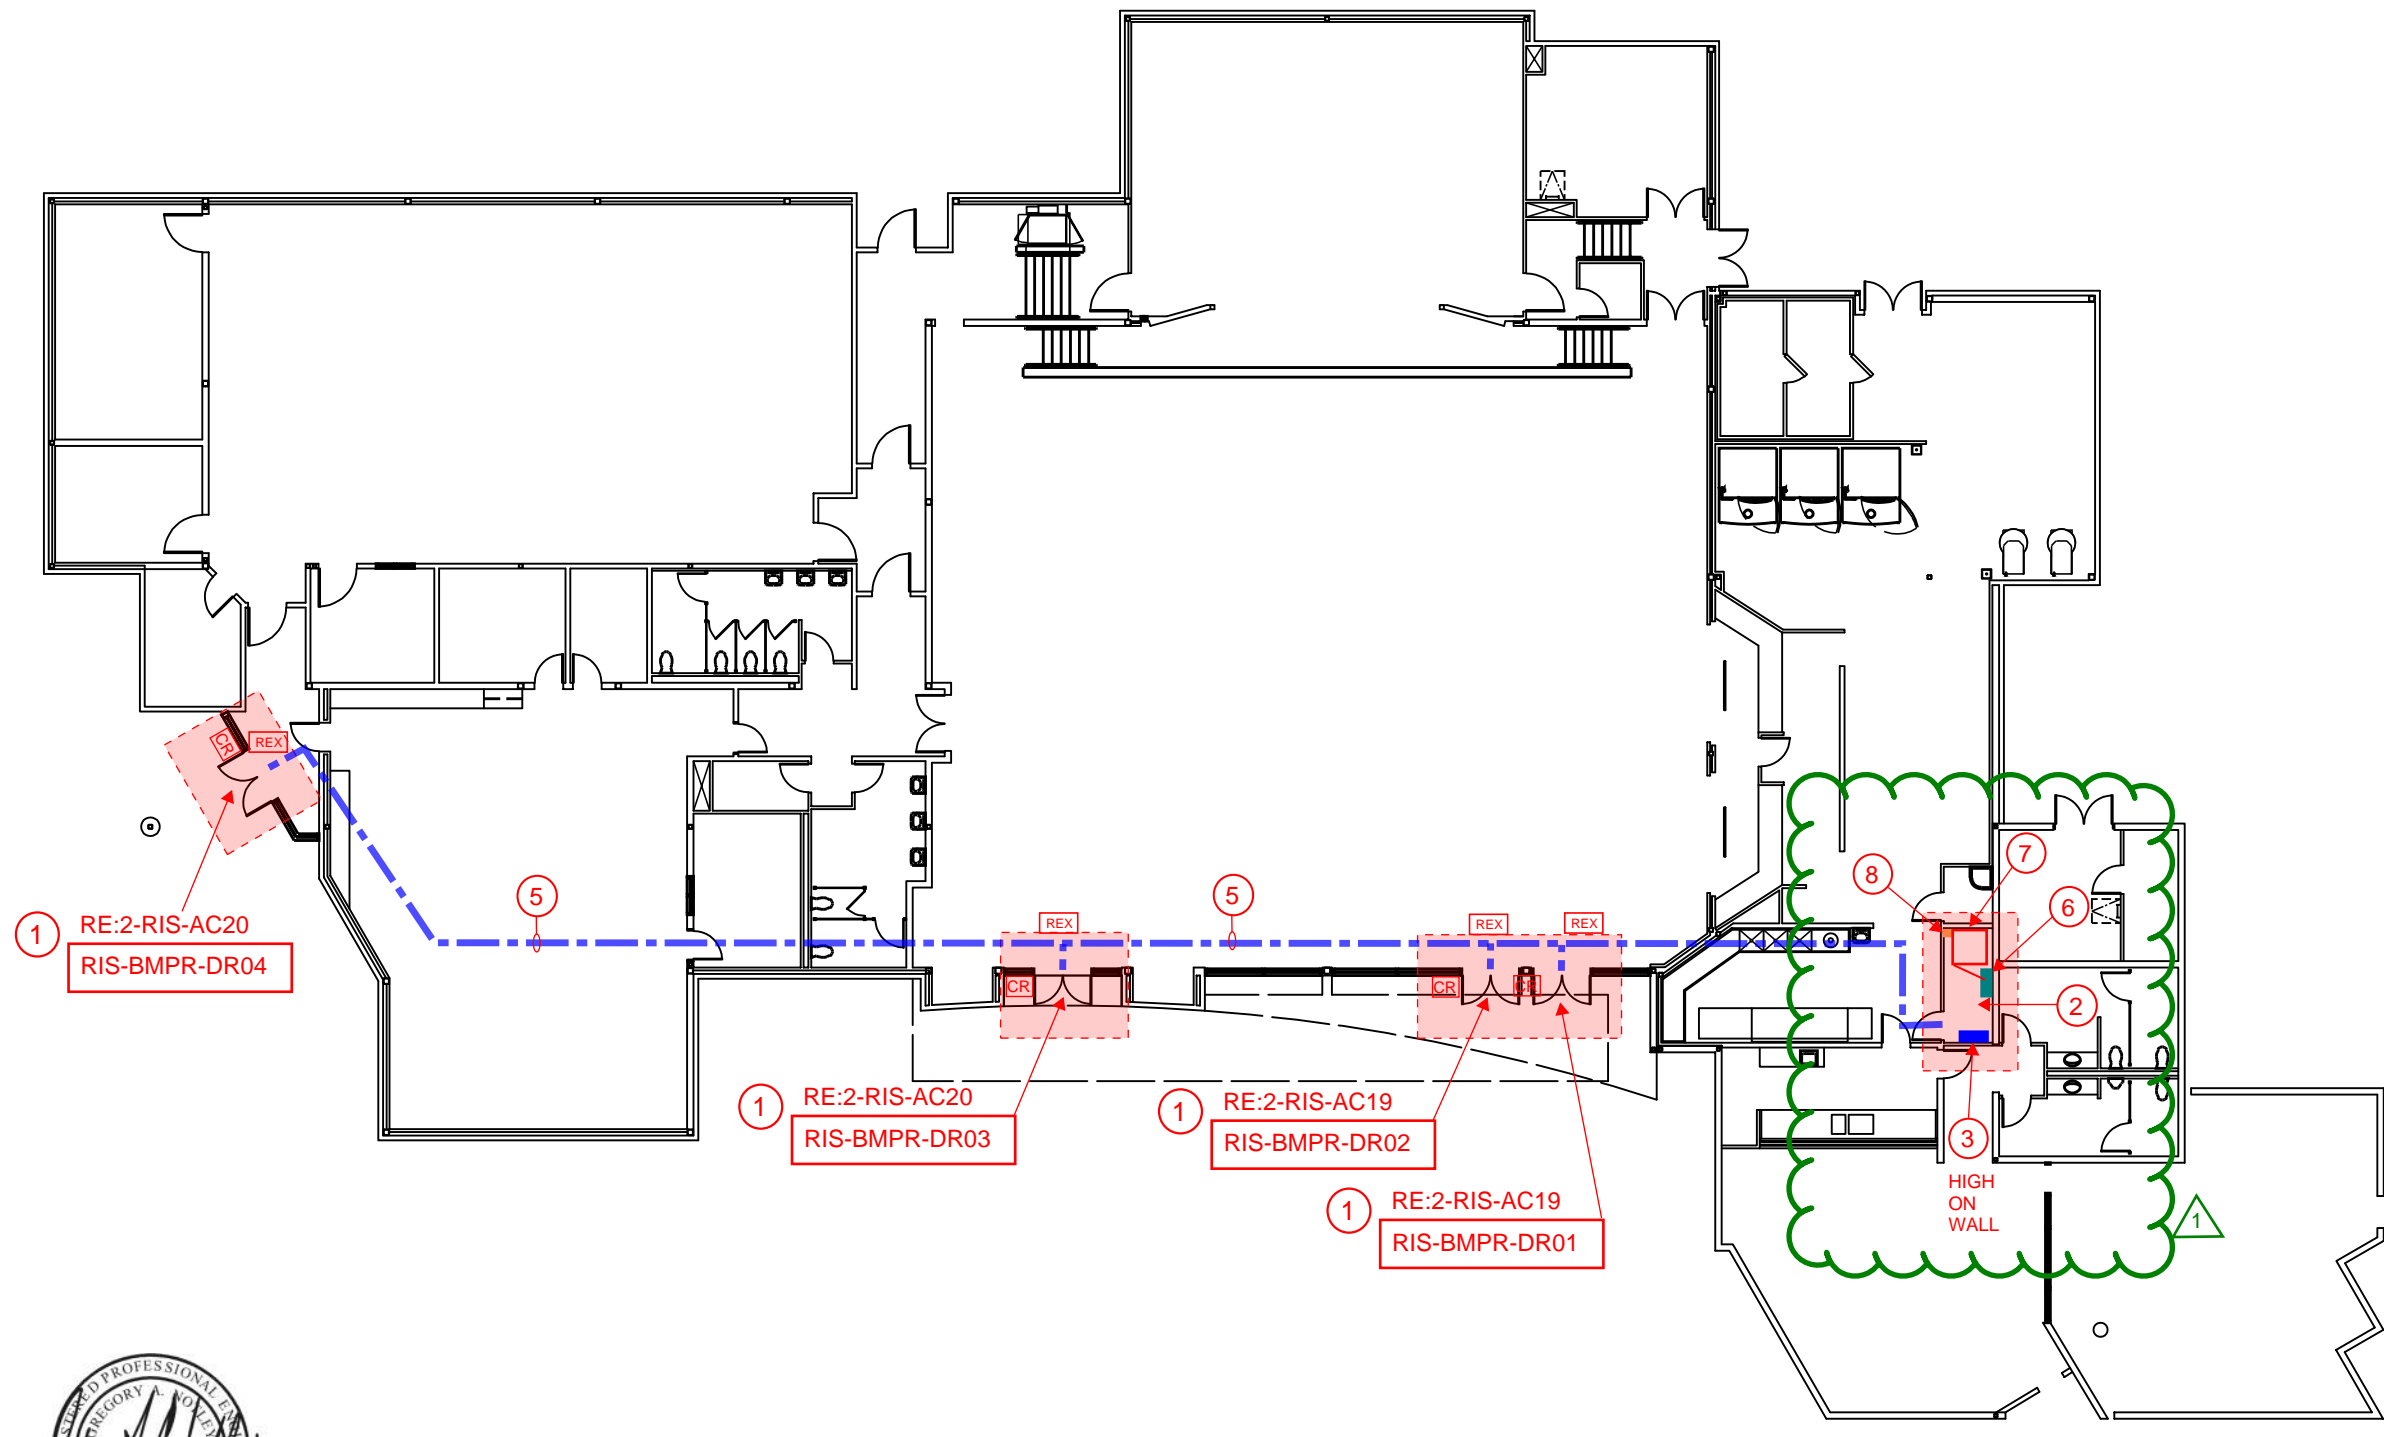 CR
REX
5
5
1
RE:2-RIS-AC20
RIS-BMPR-DR04
REX
CR
REX
REX
CR
CR
8
7
6
2
3
HIGH
ON
WALL
1
1
RE:2-RIS-AC20
RIS-BMPR-DR03
1
RE:2-RIS-AC19
RIS-BMPR-DR02
1
RE:2-RIS-AC19
RIS-BMPR-DR01
PROFESSIONAL
GREGORY A. NOTLEY